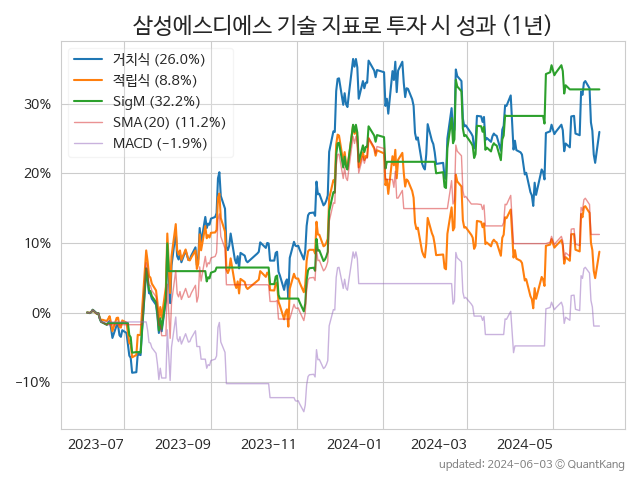 삼성에스디에스 기술 지표로 투자 시 성과 (1년)
거치식 (26.0%)
적립식 (8.8%)
SigM (32.2%)
SMA(20) (11.2%)
MACD (−1.9%)
30%
20%
10%
0%
−10%
2023-07 2023-09 2023-11 2024-01 2024-03 2024-05
updated: 2024-06-03 ⓒ QuantKang